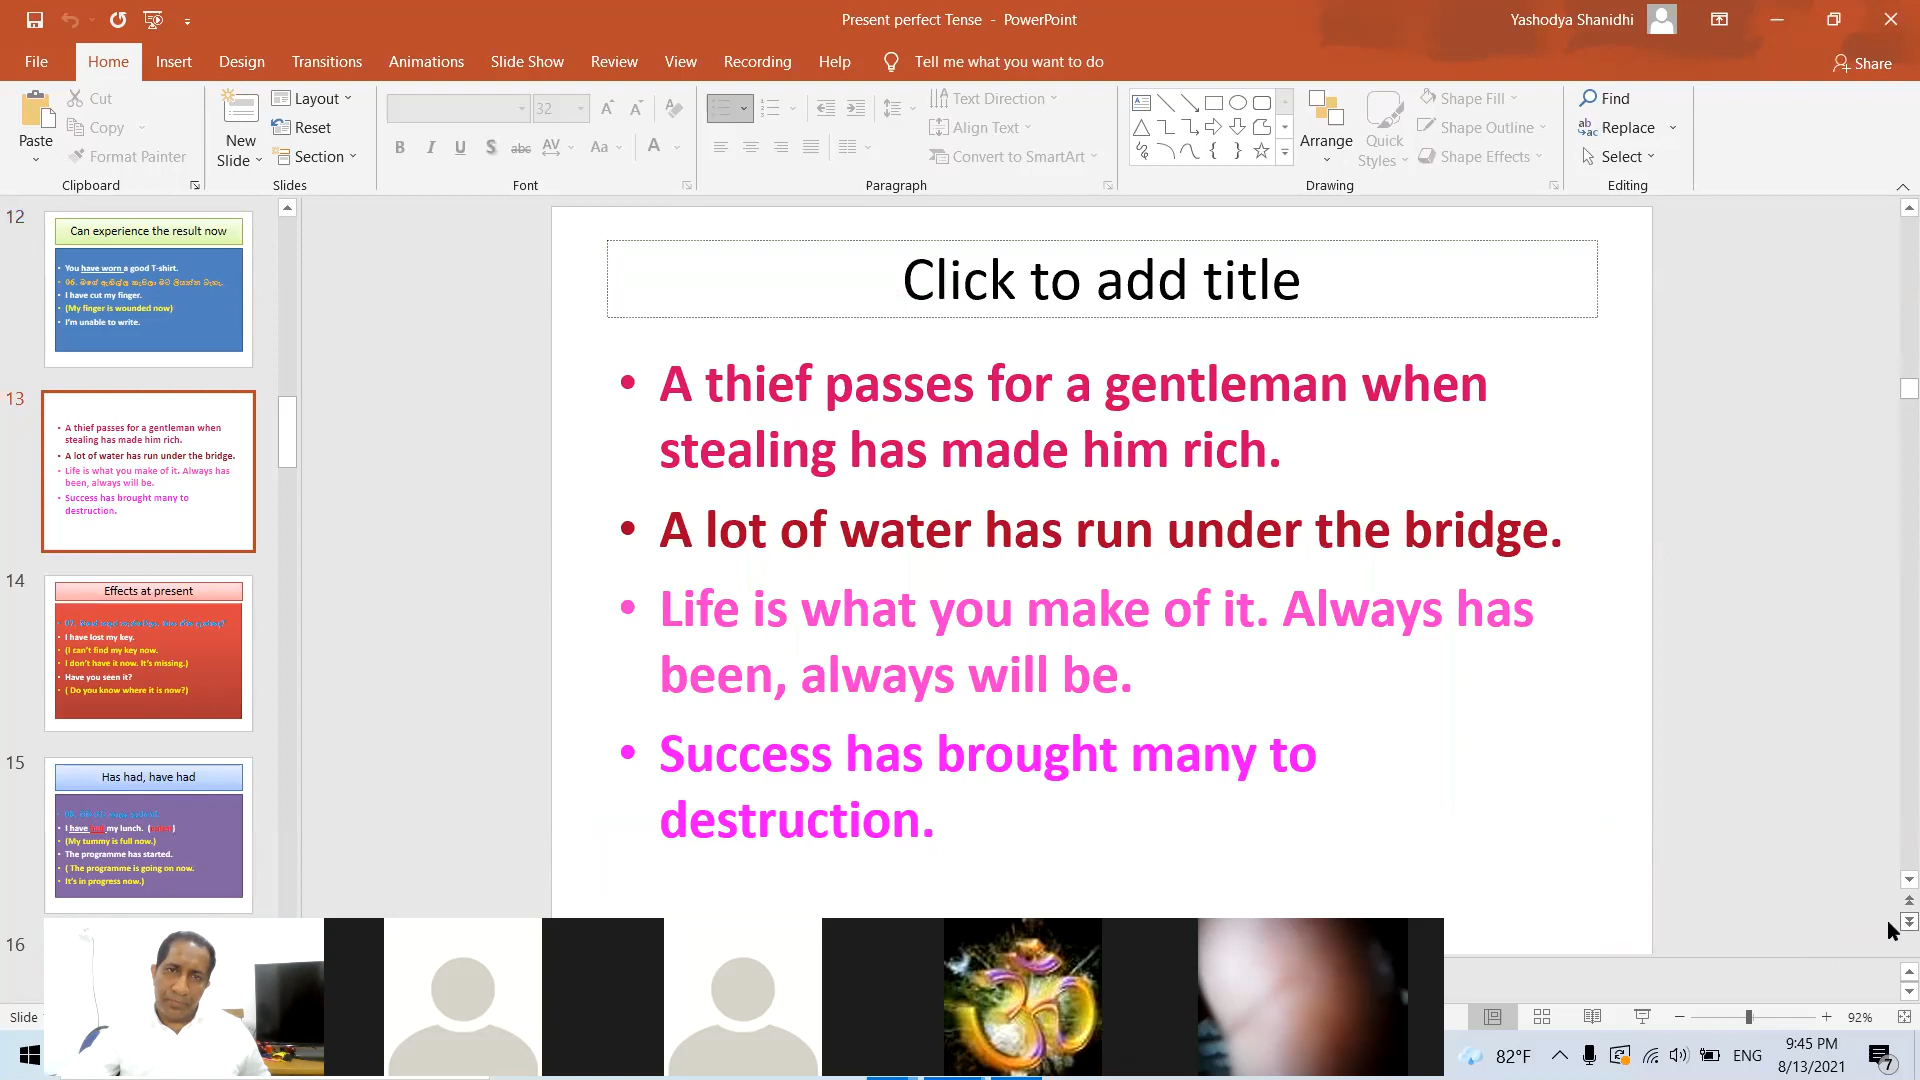 Present perfect Tense - PowerPoint
Yashodya Shanidhi
File Home Insert Design Transitions Animations Slide Show Review View Recording Help Tell me what you want to do
Share
Paste
Cut
Copy
Format Painter
Clipboard
New
Slide
Layout
Reset
Section
Slides
32
Font
Text Direction
Align Text
Convert to SmartArt
Paragraph
Arrange
Quick
Styles
Shape Fill
Shape Outline
Shape Effects
Drawing
Find
Replace
Select
Editing
12
Can experience the result now
You have worn a good T-shirt.
I have cut my finger.
(My finger is wounded now)
I'm unable to write.
13
A thief passes for a gentleman when
stealing has made him rich.
A lot of water has run under the bridge.
Life is what you make of it. Always has
been, always will be.
Success has brought many to
destruction.
14
Effects at present
I have lost my key.
(I can't find my key now.
I don't have it now. It's missing.)
Have you seen it?
( Do you know where it is now?)
15
Has had, have had
I have had my lunch.
(My tummy is full now.)
The programme has started.
( The programme is going on now.
It's in progress now.)
16
Click to add title
• A thief passes for a gentleman when
stealing has made him rich.
• A lot of water has run under the bridge.
• Life is what you make of it. Always has
been, always will be.
• Success has brought many to
destruction.
Slide
92%
82°F
ENG
9:45 PM
8/13/2021
7